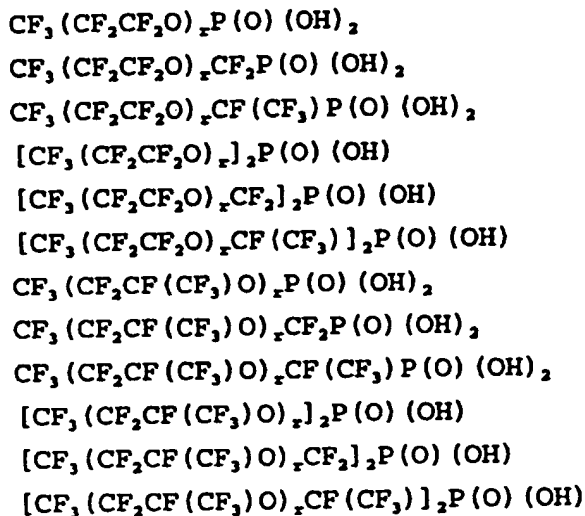 CF₃(CF₂CF₂O)ₓP(O)(OH)₂
CF₃(CF₂CF₂O)ₓCF₂P(O)(OH)₂
CF₃(CF₂CF₂O)ₓCF(CF₃)P(O)(OH)₂
[CF₃(CF₂CF₂O)ₓ]₂P(O)(OH)
[CF₃(CF₂CF₂O)ₓCF₂]₂P(O)(OH)
[CF₃(CF₂CF₂O)ₓCF(CF₃)]₂P(O)(OH)
CF₃(CF₂CF(CF₃)O)ₓP(O)(OH)₂
CF₃(CF₂CF(CF₃)O)ₓCF₂P(O)(OH)₂
CF₃(CF₂CF(CF₃)O)ₓCF(CF₃)P(O)(OH)₂
[CF₃(CF₂CF(CF₃)O)ₓ]₂P(O)(OH)
[CF₃(CF₂CF(CF₃)O)ₓCF₂]₂P(O)(OH)
[CF₃(CF₂CF(CF₃)O)ₓCF(CF₃)]₂P(O)(OH)